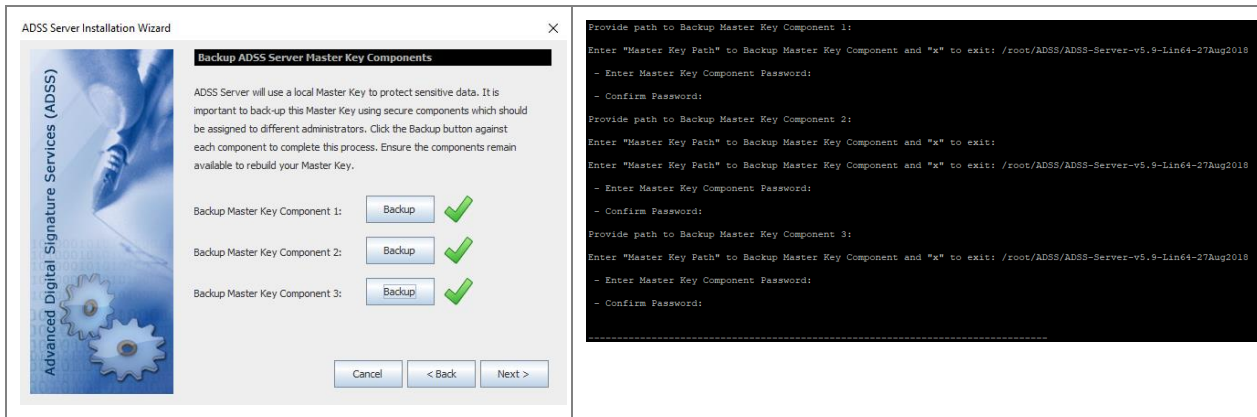 ADSS Server Installation Wizard
Advanced Digital Signature Services (ADSS)
Backup ADSS Server Master Key Components
ADSS Server will use a local Master Key to protect sensitive data. It is
important to back-up this Master Key using secure components which should
be assigned to different administrators. Click the Backup button against
each component to complete this process. Ensure the components remain
available to rebuild your Master Key.
Backup Master Key Component 1:
Backup
Backup Master Key Component 2:
Backup
Backup Master Key Component 3:
Backup
Cancel
< Back
Next >
Provide path to Backup Master Key Component 1:
Enter "Master Key Path" to Backup Master Key Component and "x" to exit: /root/ADSS/ADSS-Server-v5.9-Lin64-27Aug2018
- Enter Master Key Component Password:
- Confirm Password:
Provide path to Backup Master Key Component 2:
Enter "Master Key Path" to Backup Master Key Component and "x" to exit:
Enter "Master Key Path" to Backup Master Key Component and "x" to exit: /root/ADSS/ADSS-Server-v5.9-Lin64-27Aug2018
- Enter Master Key Component Password:
- Confirm Password:
Provide path to Backup Master Key Component 3:
Enter "Master Key Path" to Backup Master Key Component and "x" to exit: /root/ADSS/ADSS-Server-v5.9-Lin64-27Aug2018
- Enter Master Key Component Password:
- Confirm Password: